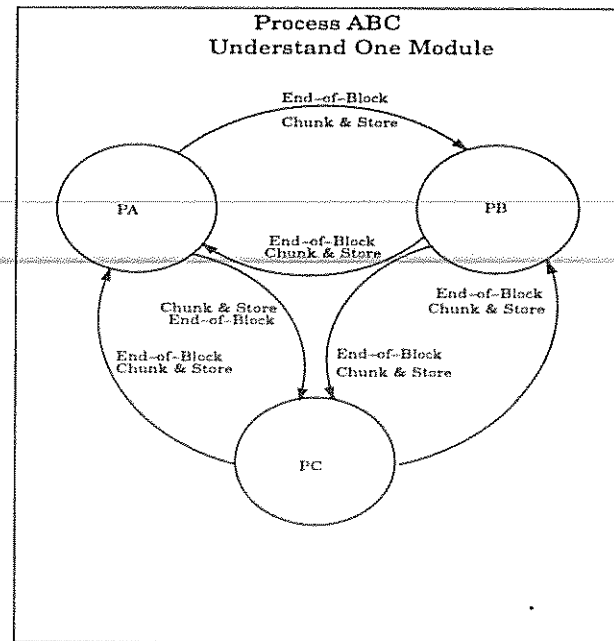 Process ABC
Understand One Module
End-of-Block
Chunk & Store
PA
PB
End-of-Block
Chunk & Store
Chunk & Store
End-of-Block
End-of-Block
Chunk & Store
End-of-Block
Chunk & Store
End-of-Block
Chunk & Store
PC